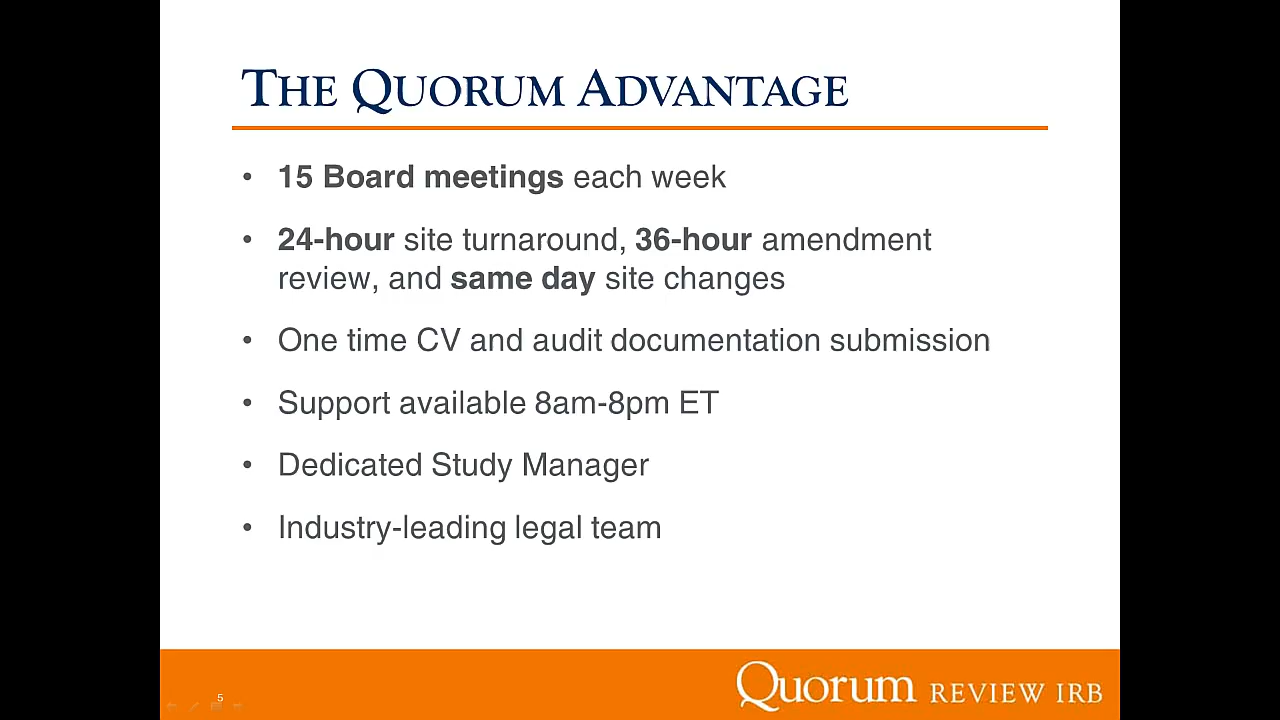 THE QUORUM ADVANTAGE
• 15 Board meetings each week
• 24-hour site turnaround, 36-hour amendment
review, and same day site changes
• One time CV and audit documentation submission
• Support available 8am-8pm ET
• Dedicated Study Manager
• Industry-leading legal team
5
Quorum REVIEW IRB